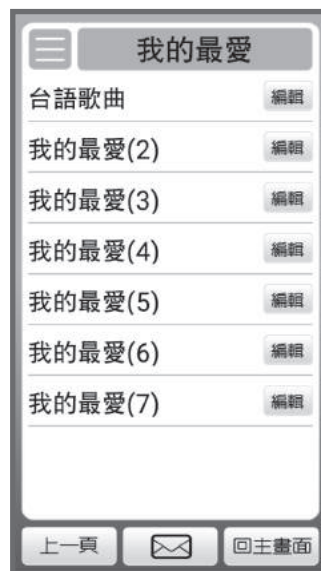 我的最愛
台語歌曲 編輯
我的最愛(2) 編輯
我的最愛(3) 編輯
我的最愛(4) 編輯
我的最愛(5) 編輯
我的最愛(6) 編輯
我的最愛(7) 編輯
上一頁 回主畫面